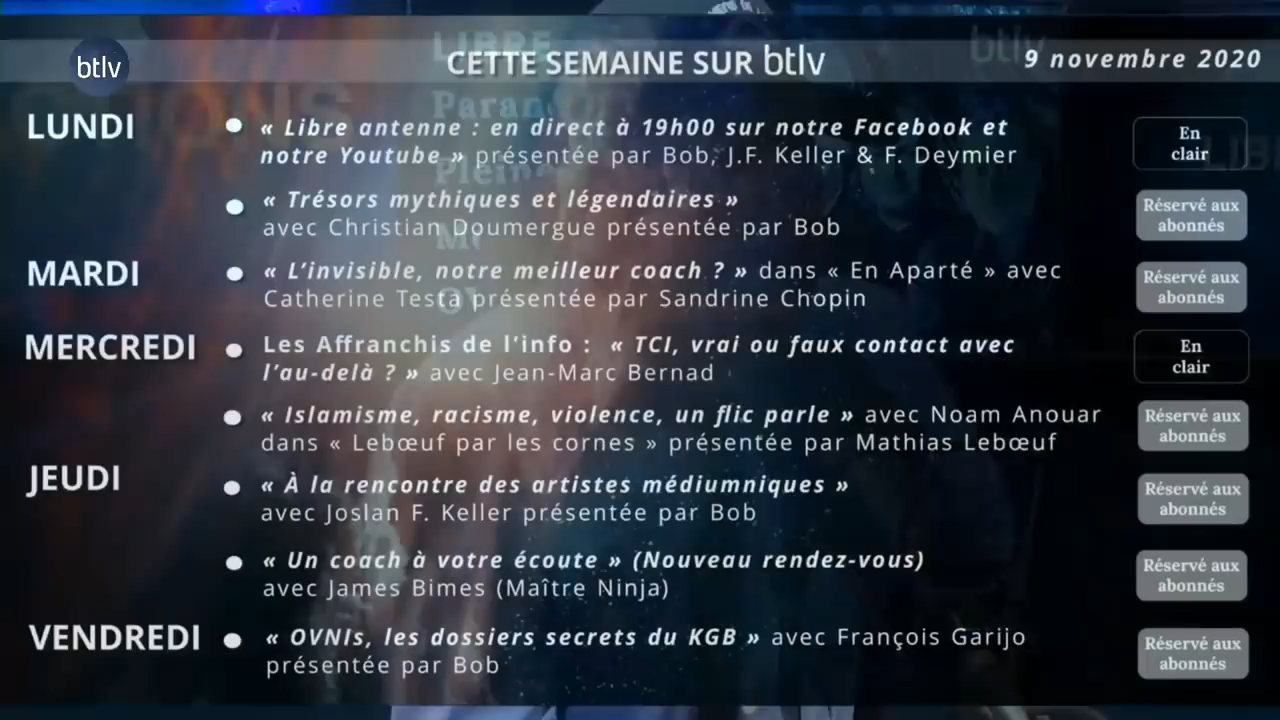 btlv
CETTE SEMAINE SUR btlv
9 novembre 2020
LUNDI
« Libre antenne : en direct à 19h00 sur notre Facebook et
notre Youtube » présentée par Bob, J.F. Keller & F. Deymier
En
clair
« Trésors mythiques et légendaires »
avec Christian Doumergue présentée par Bob
Réservé aux
abonnés
MARDI
« L'invisible, notre meilleur coach ? » dans « En Aparté » avec
Catherine Testa présentée par Sandrine Chopin
Réservé aux
abonnés
MERCREDI
Les Affranchis de l'info : « TCI, vrai ou faux contact avec
l'au-delà ? » avec Jean-Marc Bernad
En
clair
« Islamisme, racisme, violence, un flic parle » avec Noam Anouar
dans « Lebœuf par les cornes » présentée par Mathias Lebœuf
Réservé aux
abonnés
JEUDI
« À la rencontre des artistes médiumniques »
avec Joslan F. Keller présentée par Bob
Réservé aux
abonnés
« Un coach à votre écoute » (Nouveau rendez-vous)
avec James Bimes (Maître Ninja)
Réservé aux
abonnés
VENDREDI
« OVNIs, les dossiers secrets du KGB » avec François Garijo
présentée par Bob
Réservé aux
abonnés